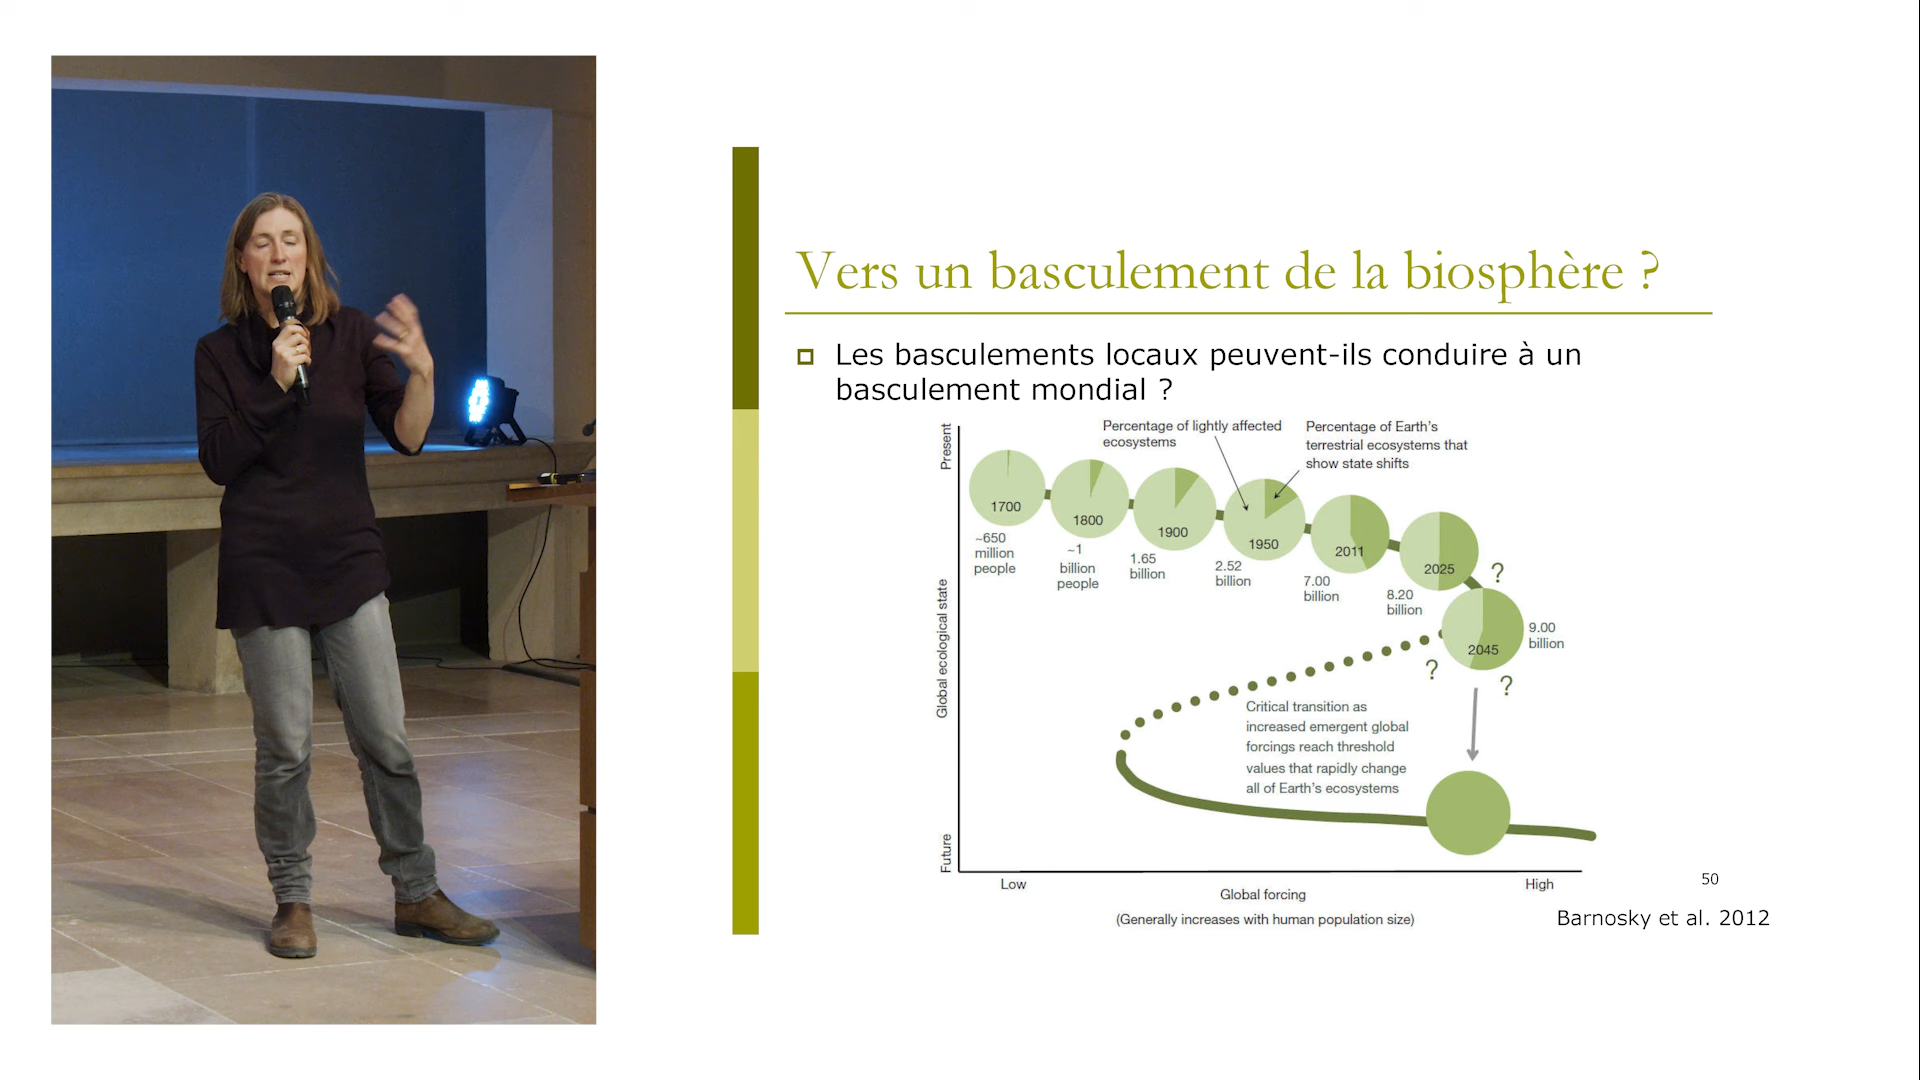 Vers un basculement de la biosphère ?
Les basculements locaux peuvent-ils conduire à un
basculement mondial ?
Present
Global ecological state
Future
Percentage of lightly affected
ecosystems
Percentage of Earth's
terrestrial ecosystems that
show state shifts
1700
~650
million
people
1800
~1
billion
people
1900
1.65
billion
1950
2.52
billion
2011
7.00
billion
2025
8.20
billion
?
2045
9.00
billion
?
?
Critical transition as
increased emergent global
forcings reach threshold
values that rapidly change
all of Earth's ecosystems
Low
High
Global forcing
(Generally increases with human population size)
50
Barnosky et al. 2012